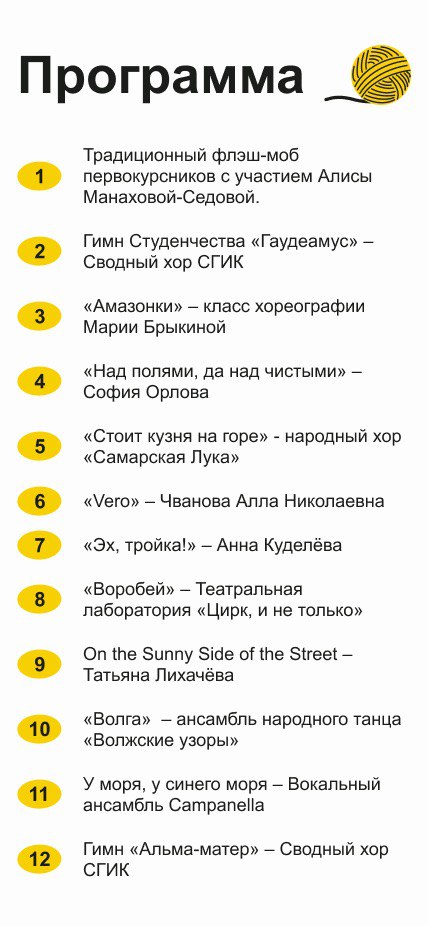 Программа
1
Традиционный флэш-моб
первокурсников с участием Алисы
Манаховой-Седовой.
2
Гимн Студенчества «Гаудеамус» –
Сводный хор СГИК
3
«Амазонки» – класс хореографии
Марии Брыкиной
4
«Над полями, да над чистыми» –
София Орлова
5
«Стоит кузня на горе» - народный хор
«Самарская Лука»
6
«Vero» – Чванова Алла Николаевна
7
«Эх, тройка!» – Анна Куделёва
8
«Воробей» – Театральная
лаборатория «Цирк, и не только»
9
On the Sunny Side of the Street –
Татьяна Лихачёва
10
«Волга» – ансамбль народного танца
«Волжские узоры»
11
У моря, у синего моря – Вокальный
ансамбль Campanella
12
Гимн «Альма-матер» – Сводный хор
СГИК